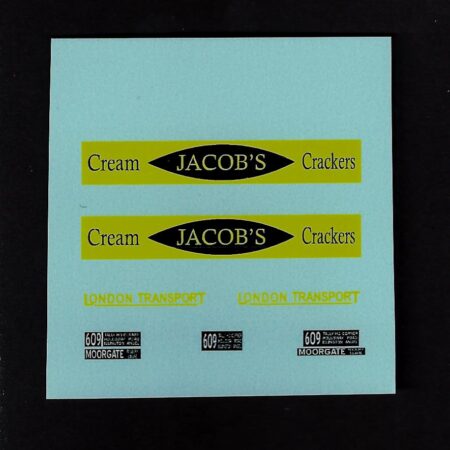 Cream JACOB'S Crackers
Cream JACOB'S Crackers
LONDON TRANSPORT LONDON TRANSPORT
609
MOORGATE
609
609
MOORGATE